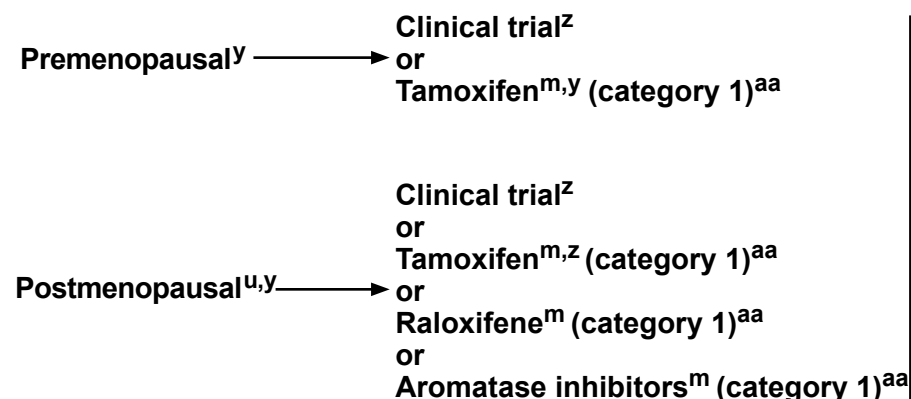 Clinical trialᶻ
Premenopausalʸ
or
Tamoxifenᵐ,ʸ (category 1)ᵃᵃ
Clinical trialᶻ
or
Tamoxifenᵐ,ᶻ (category 1)ᵃᵃ
Postmenopausalᵘ,ʸ
or
Raloxifeneᵐ (category 1)ᵃᵃ
or
Aromatase inhibitorsᵐ (category 1)ᵃᵃ